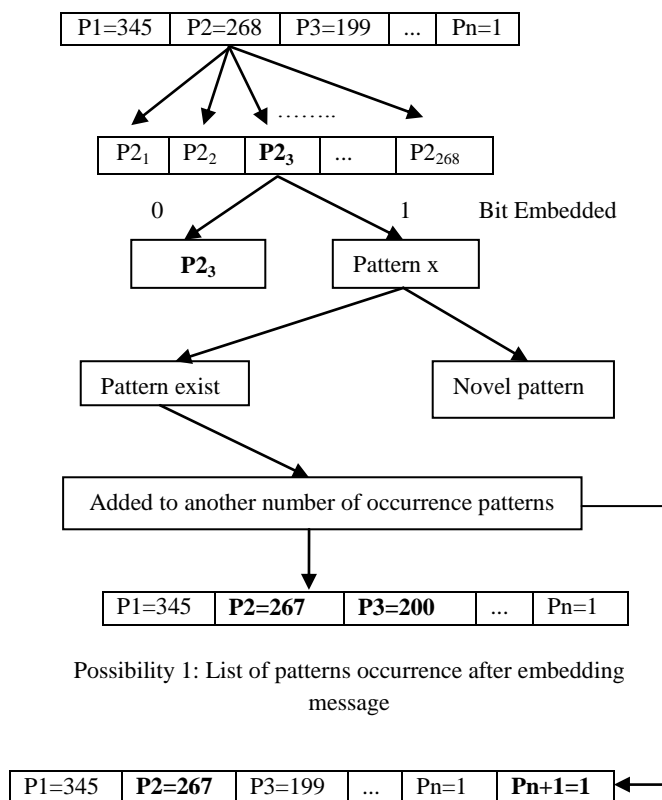 P1=345 P2=268 P3=199 ... Pn=1
........
P2₁ P2₂ P2₃ ... P2₂₆₈
0 1 Bit Embedded
P2₃ Pattern x
Pattern exist Novel pattern
Added to another number of occurrence patterns
P1=345 P2=267 P3=200 ... Pn=1
Possibility 1: List of patterns occurrence after embedding
message
P1=345 P2=267 P3=199 ... Pn=1 Pn+1=1